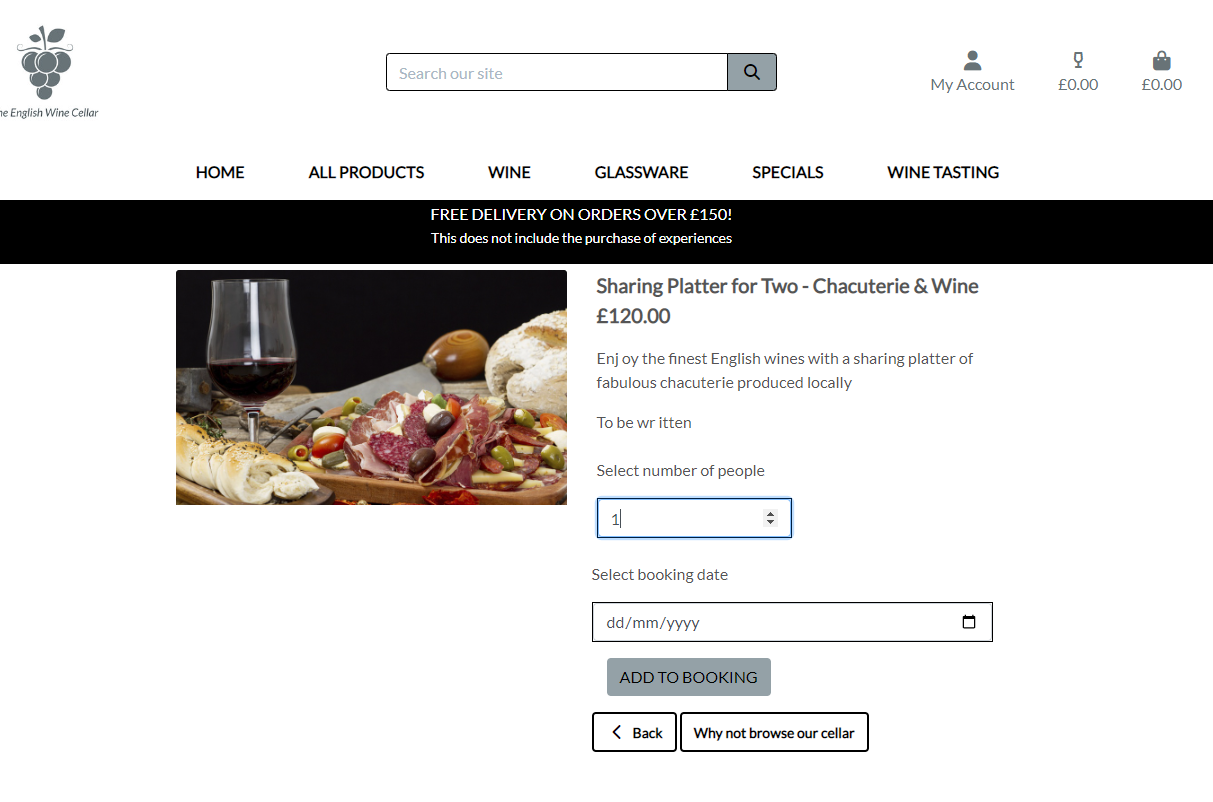 he English Wine Cellar
Search our site
My Account
£0.00
£0.00
HOME
ALL PRODUCTS
WINE
GLASSWARE
SPECIALS
WINE TASTING
FREE DELIVERY ON ORDERS OVER £150!
This does not include the purchase of experiences
Sharing Platter for Two - Chacuterie & Wine
£120.00
Enj oy the finest English wines with a sharing platter of
fabulous chacuterie produced locally
To be wr itten
Select number of people
1
Select booking date
dd/mm/yyyy
ADD TO BOOKING
Back
Why not browse our cellar